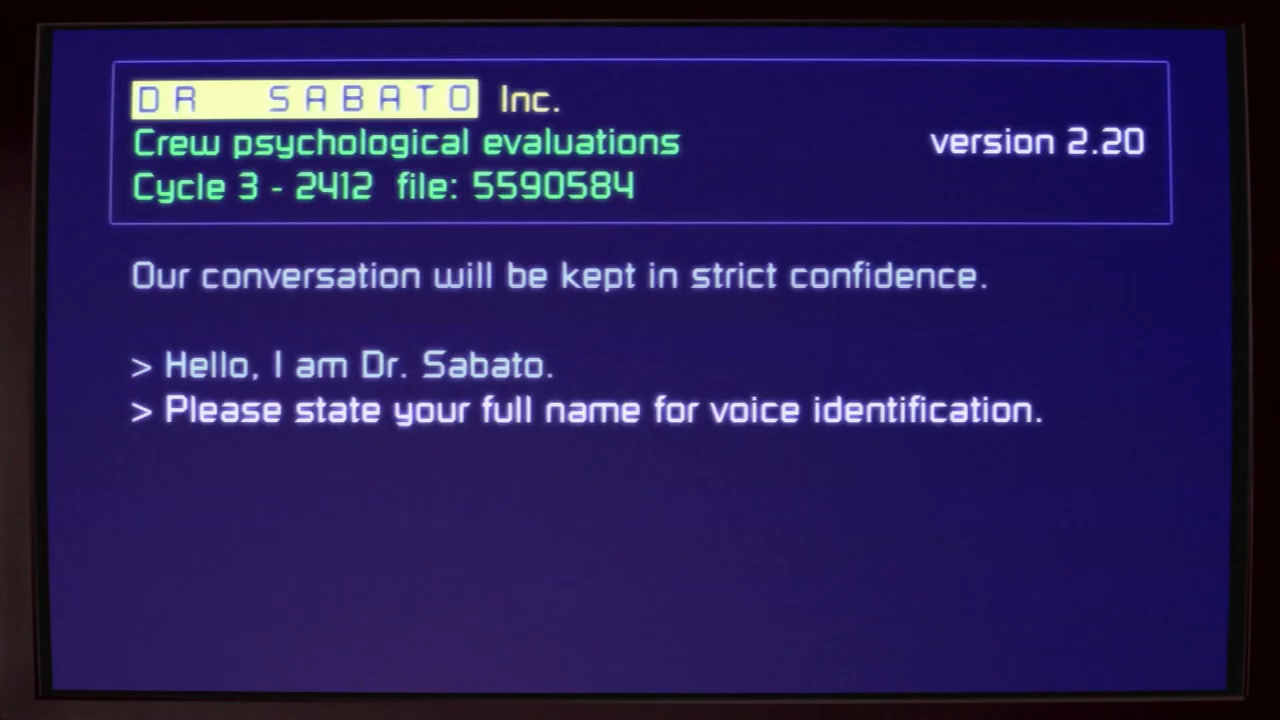 DR SABATO Inc.
Crew psychological evaluations version 2.20
Cycle 3 - 2412 file: 5590584
Our conversation will be kept in strict confidence.
> Hello, I am Dr. Sabato.
> Please state your full name for voice identification.